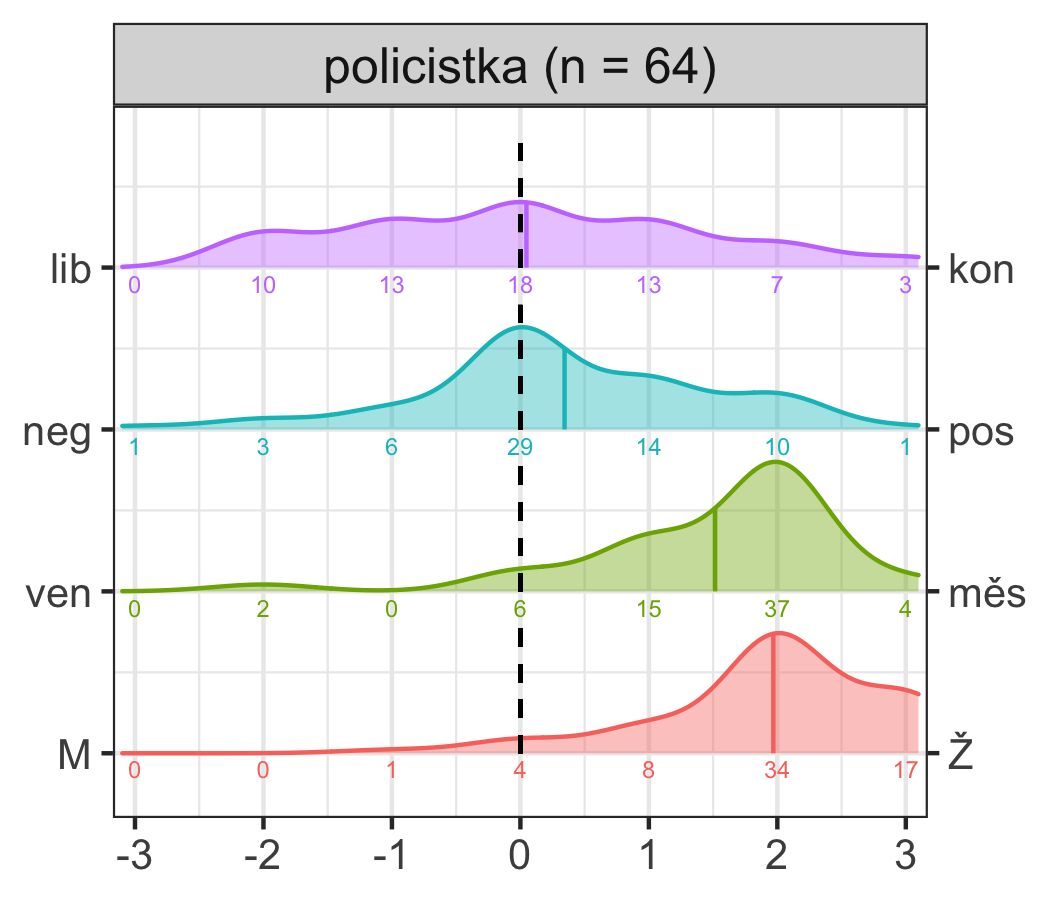 policistka (n = 64)
lib kon
0 10 13 18 13 7 3
neg pos
1 3 6 29 14 10 1
ven měs
0 2 0 6 15 37 4
M Ž
0 0 1 4 8 34 17
-3 -2 -1 0 1 2 3